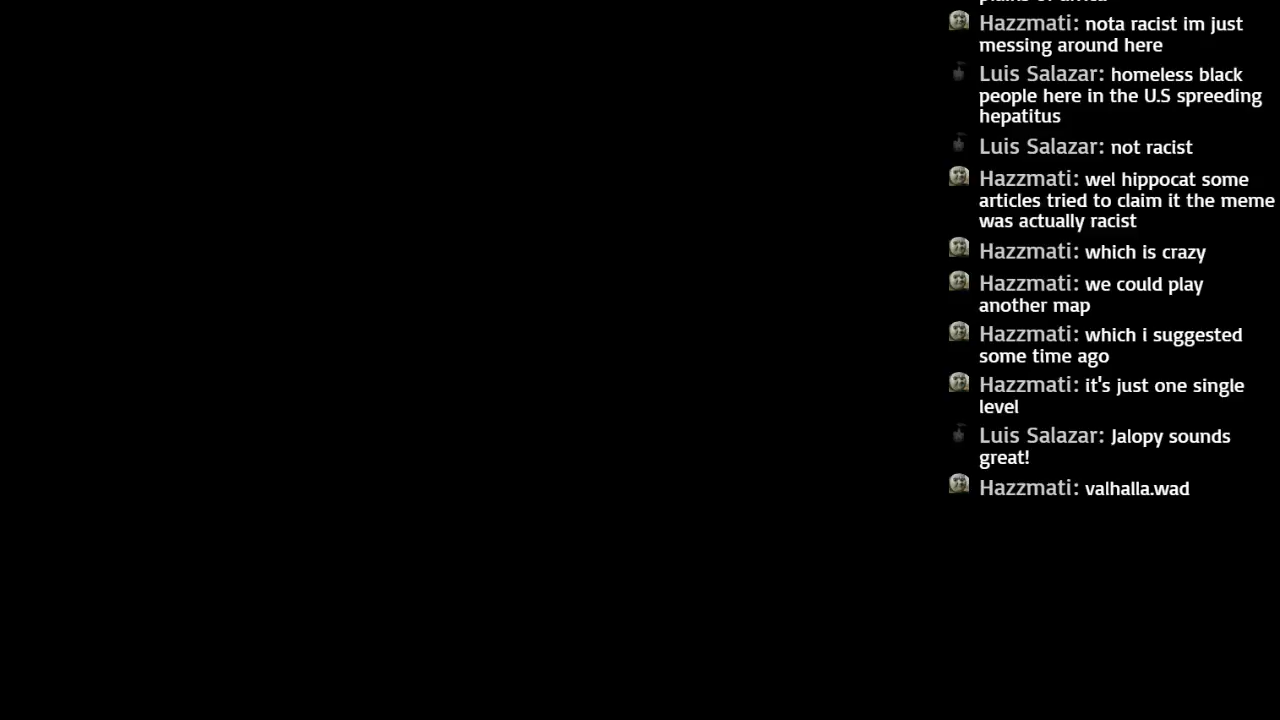 Hazzmati: nota racist im just
messing around here
Luis Salazar: homeless black
people here in the U.S spreeding
hepatitus
Luis Salazar: not racist
Hazzmati: wel hippocat some
articles tried to claim it the meme
was actually racist
Hazzmati: which is crazy
Hazzmati: we could play
another map
Hazzmati: which i suggested
some time ago
Hazzmati: it's just one single
level
Luis Salazar: Jalopy sounds
great!
Hazzmati: valhalla.wad